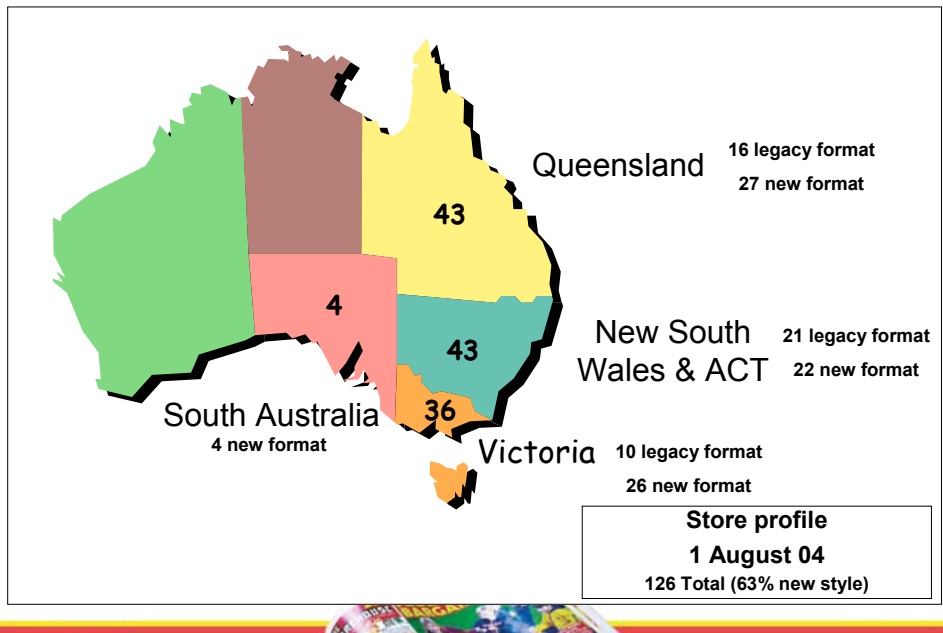 Queensland
16 legacy format
27 new format
43
4
43
New South
Wales & ACT
21 legacy format
22 new format
36
South Australia
4 new format
Victoria
10 legacy format
26 new format
Store profile
1 August 04
126 Total (63% new style)